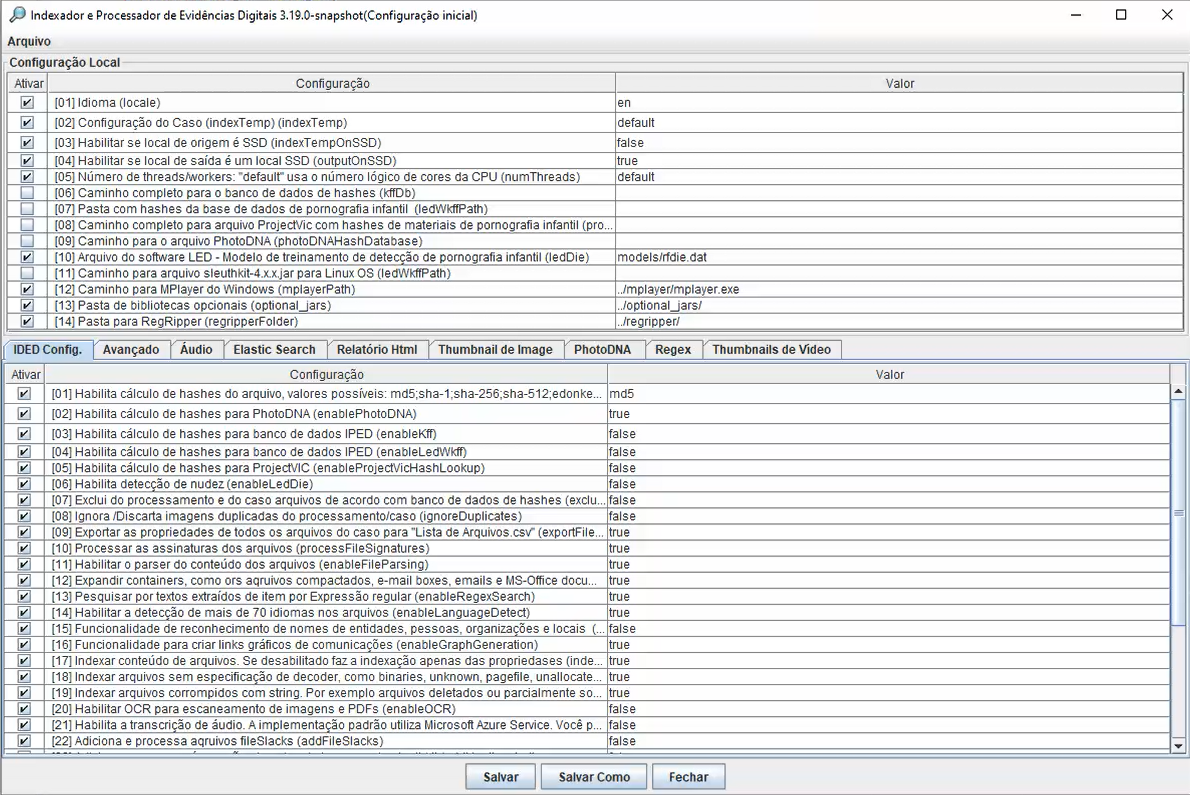 Indexador e Processador de Evidências Digitais 3.19.0-snapshot(Configuração inicial)
Arquivo
Configuração Local
Ativar Configuração Valor
[01] Idioma (locale) en
[02] Configuração do Caso (indexTemp) (indexTemp) default
[03] Habilitar se local de origem é SSD (indexTempOnSSD) false
[04] Habilitar se local de saída é um local SSD (outputOnSSD) true
[05] Número de threads/workers: "default" usa o número lógico de cores da CPU (numThreads) default
[06] Caminho completo para o banco de dados de hashes (kffDb)
[07] Pasta com hashes da base de dados de pornografia infantil (ledWkffPath)
[08] Caminho completo para arquivo ProjectVic com hashes de materiais de pornografia infantil (pro...
[09] Caminho para o arquivo PhotoDNA (photoDNAHashDatabase)
[10] Arquivo do software LED - Modelo de treinamento de detecção de pornografia infantil (ledDie) models/rfdie.dat
[11] Caminho para arquivo sleuthkit-4.x.x.jar para Linux OS (ledWkffPath)
[12] Caminho para MPlayer do Windows (mplayerPath) ../mplayer/mplayer.exe
[13] Pasta de bibliotecas opcionais (optional_jars) ../optional_jars/
[14] Pasta para RegRipper (regripperFolder) ../regripper/
IDED Config. Avançado Áudio Elastic Search Relatório Html Thumbnail de Image PhotoDNA Regex Thumbnails de Video
Ativar Configuração Valor
[01] Habilita cálculo de hashes do arquivo, valores possíveis: md5;sha-1;sha-256;sha-512;edonke... md5
[02] Habilita cálculo de hashes para PhotoDNA (enablePhotoDNA) true
[03] Habilita cálculo de hashes para banco de dados IPED (enableKff) false
[04] Habilita cálculo de hashes para banco de dados IPED (enableLedWkff) false
[05] Habilita cálculo de hashes para ProjectVIC (enableProjectVicHashLookup) false
[06] Habilita detecção de nudez (enableLedDie) false
[07] Exclui do processamento e do caso arquivos de acordo com banco de dados de hashes (exclu... false
[08] Ignora /Discarta imagens duplicadas do processamento/caso (ignoreDuplicates) false
[09] Exportar as propriedades de todos os arquivos do caso para "Lista de Arquivos.csv" (exportFile... true
[10] Processar as assinaturas dos arquivos (processFileSignatures) true
[11] Habilitar o parser do conteúdo dos arquivos (enableFileParsing) true
[12] Expandir containers, como ors aqruivos compactados, e-mail boxes, emails e MS-Office docu... true
[13] Pesquisar por textos extraídos de item por Expressão regular (enableRegexSearch) true
[14] Habilitar a detecção de mais de 70 idiomas nos arquivos (enableLanguageDetect) true
[15] Funcionalidade de reconhecimento de nomes de entidades, pessoas, organizações e locais (... false
[16] Funcionalidade para criar links gráficos de comunicações (enableGraphGeneration) true
[17] Indexar conteúdo de arquivos. Se desabilitado faz a indexação apenas das propriedases (inde... true
[18] Indexar arquivos sem especificação de decoder, como binaries, unknown, pagefile, unallocate... true
[19] Indexar arquivos corrompidos com string. Por exemplo arquivos deletados ou parcialmente so... true
[20] Habilitar OCR para escaneamento de imagens e PDFs (enableOCR) false
[21] Habilita a transcrição de áudio. A implementação padrão utiliza Microsoft Azure Service. Você p... false
[22] Adiciona e processa aqruivos fileSlacks (addFileSlacks) false
Salvar Salvar Como Fechar